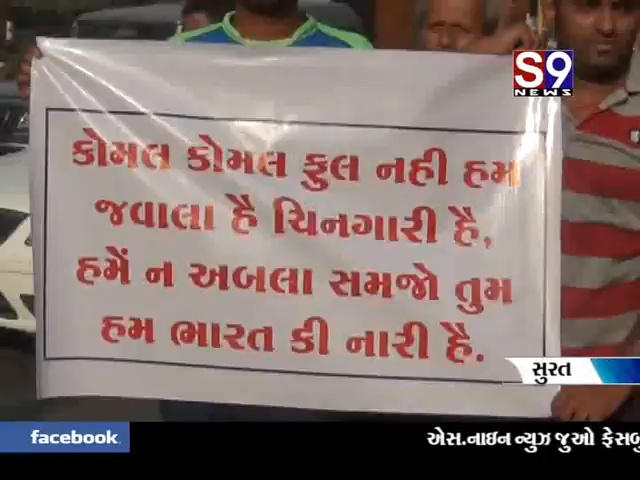 S9
NEWS
કોમલ કોમલ ફુલ નહી હમ
જવાલા હૈ ચિનગારી હૈ,
હમેં ન અબલા સમજો તુમ
હમ ભારત કી નારી હૈ.
સુરત
facebook
એસ.નાઇન ન્યુઝ જુઓ ફેસબુ